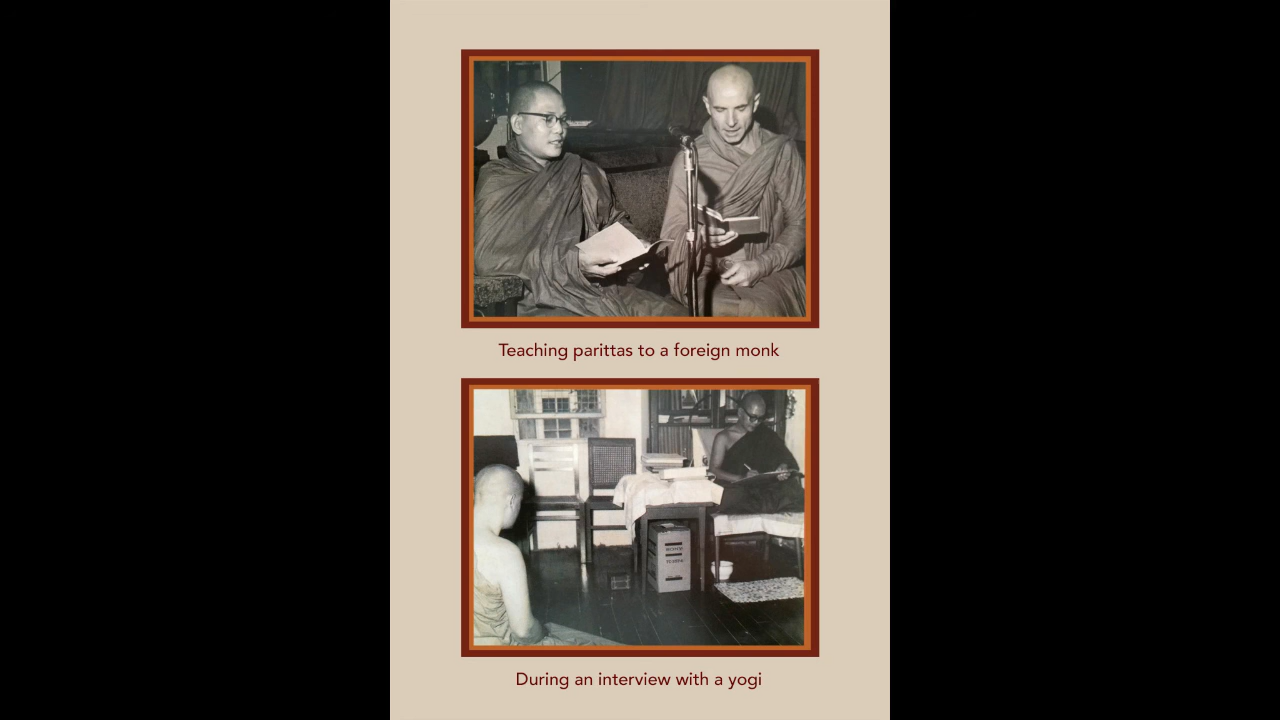 Teaching parittas to a foreign monk
During an interview with a yogi